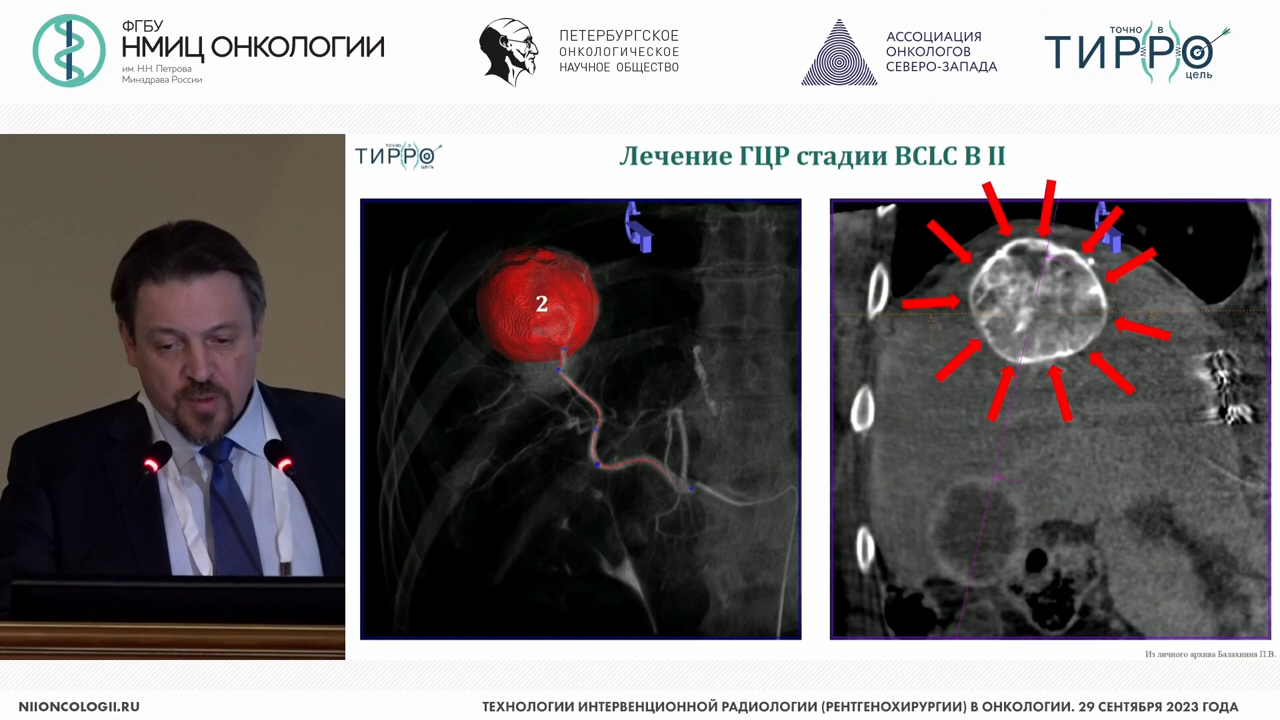 ФГБУ
НМИЦ ОНКОЛОГИИ
им. Н.Н. Петрова
Минздрава России
ПЕТЕРБУРГСКОЕ
ОНКОЛОГИЧЕСКОЕ
НАУЧНОЕ ОБЩЕСТВО
АССОЦИАЦИЯ
ОНКОЛОГОВ
СЕВЕРО-ЗАПАДА
ТОЧНО В
ТИРРО
цель
ТОЧНО В
ТИРРО
цель
Лечение ГЦР стадии BCLC B II
2
Из личного архива Балахнина П.В.
NIIONCOLOGII.RU
ТЕХНОЛОГИИ ИНТЕРВЕНЦИОННОЙ РАДИОЛОГИИ (РЕНТГЕНОХИРУРГИИ) В ОНКОЛОГИИ. 29 СЕНТЯБРЯ 2023 ГОДА